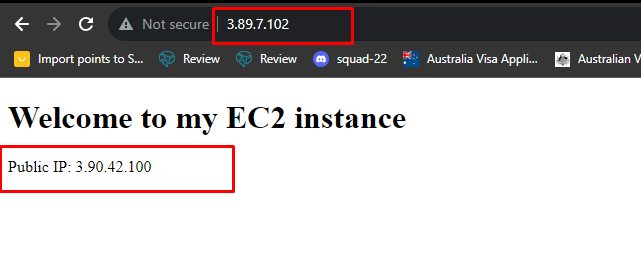 Not secure 3.89.7.102
Import points to S... Review Review squad-22 Australia Visa Appli... Australian V
Welcome to my EC2 instance
Public IP: 3.90.42.100